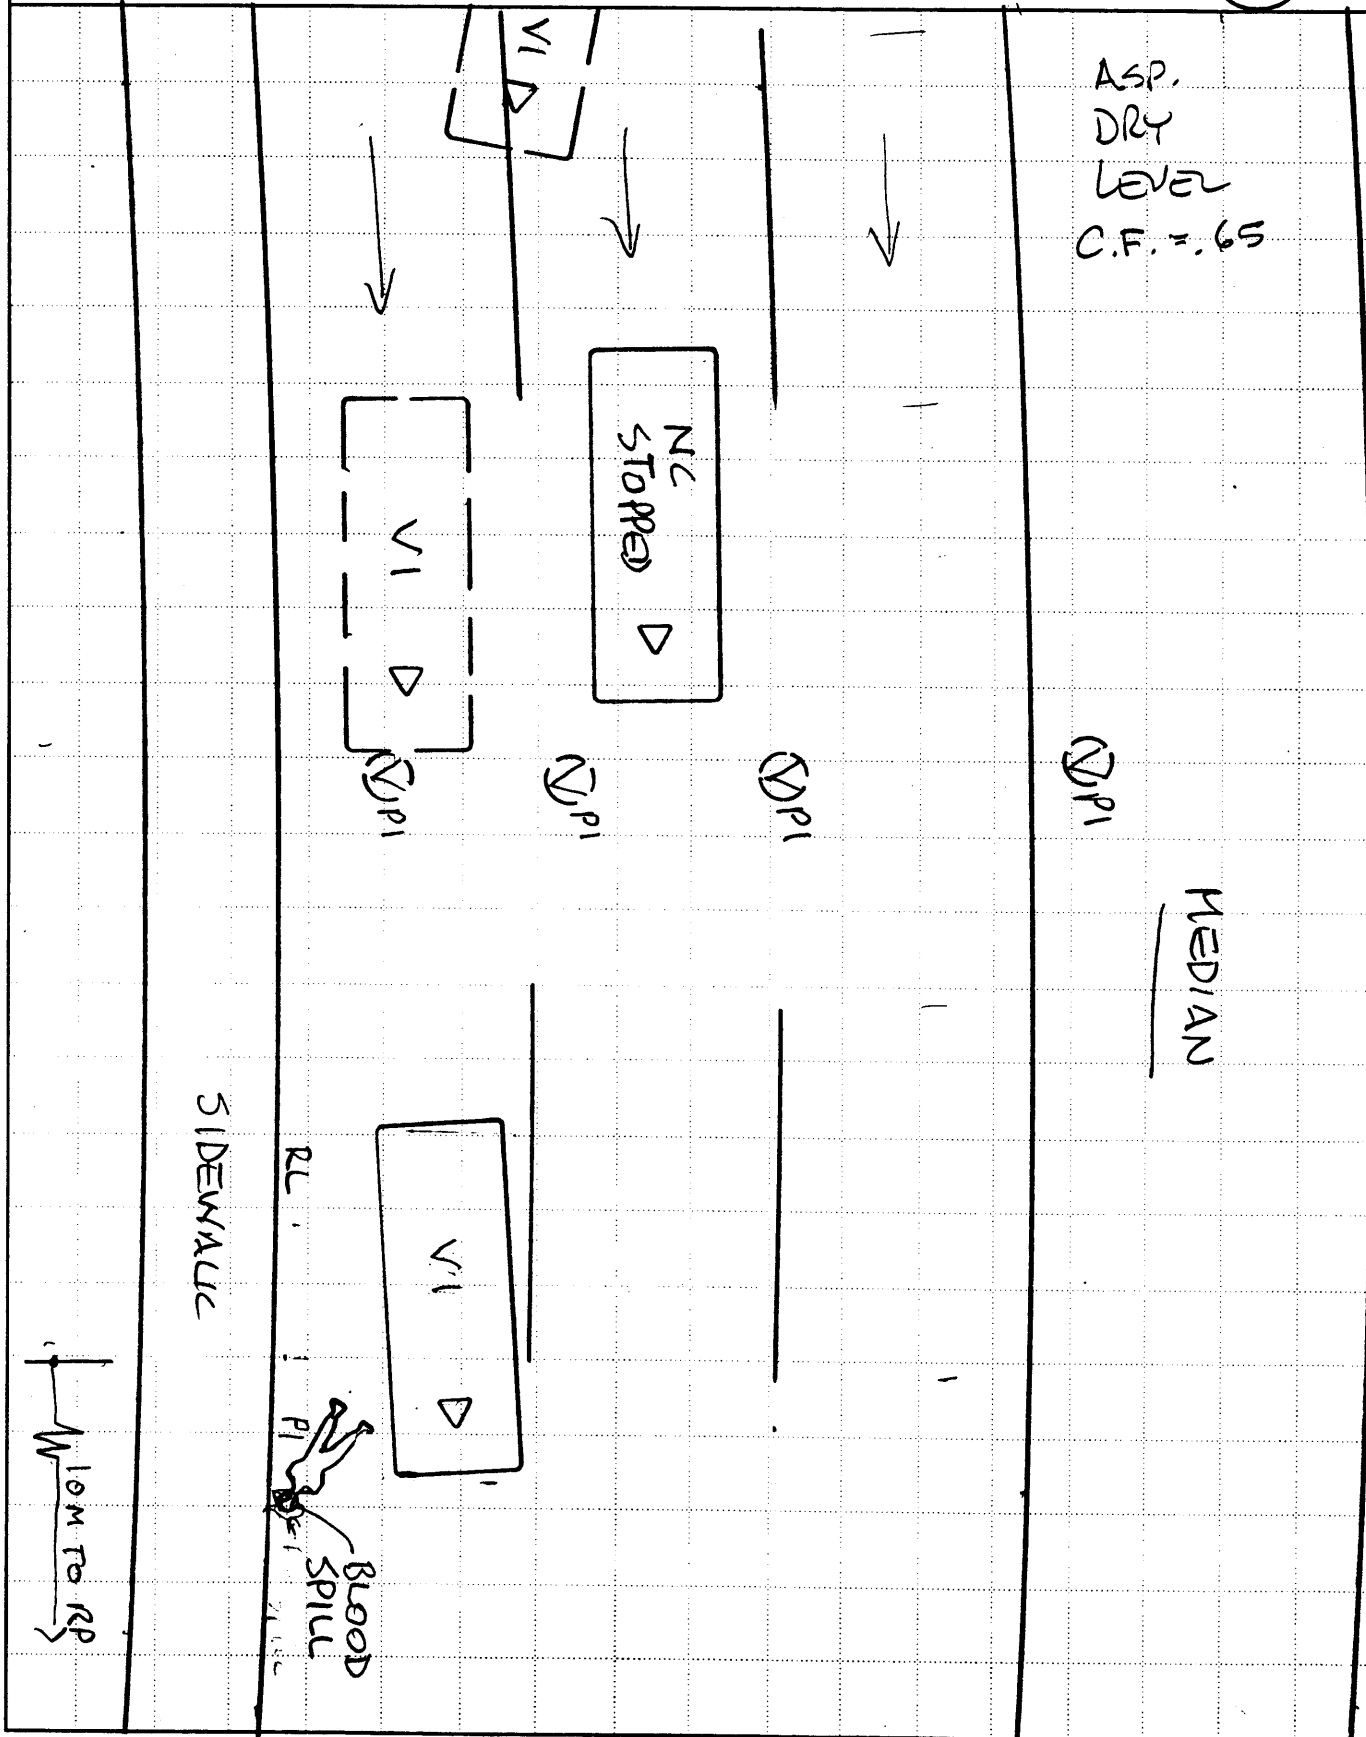 V1
ASP.
DRY
LEVEL
C.F. = .65
NC
STOPPED
V1
P1
P1
P1
P1
MEDIAN
SIDEWALK
RL
V1
P1
BLOOD
SPILL
10M TO RP